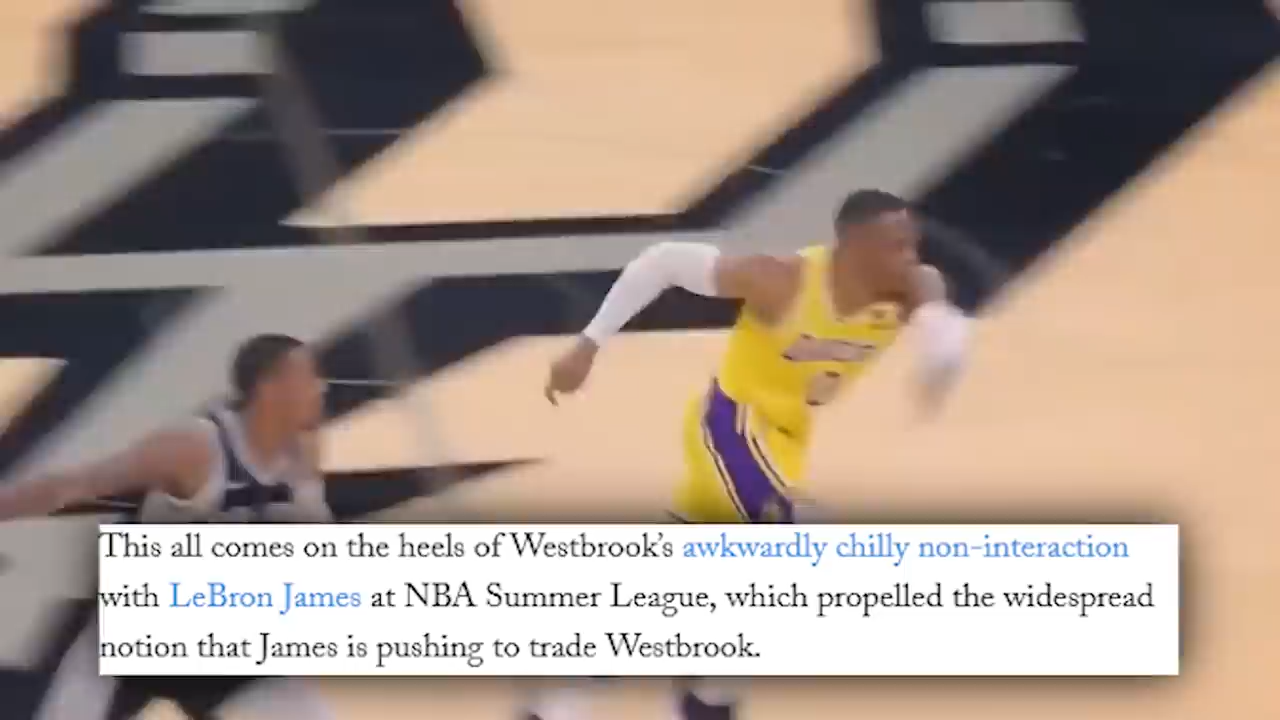 This all comes on the heels of Westbrook's awkwardly chilly non-interaction
with LeBron James at NBA Summer League, which propelled the widespread
notion that James is pushing to trade Westbrook.